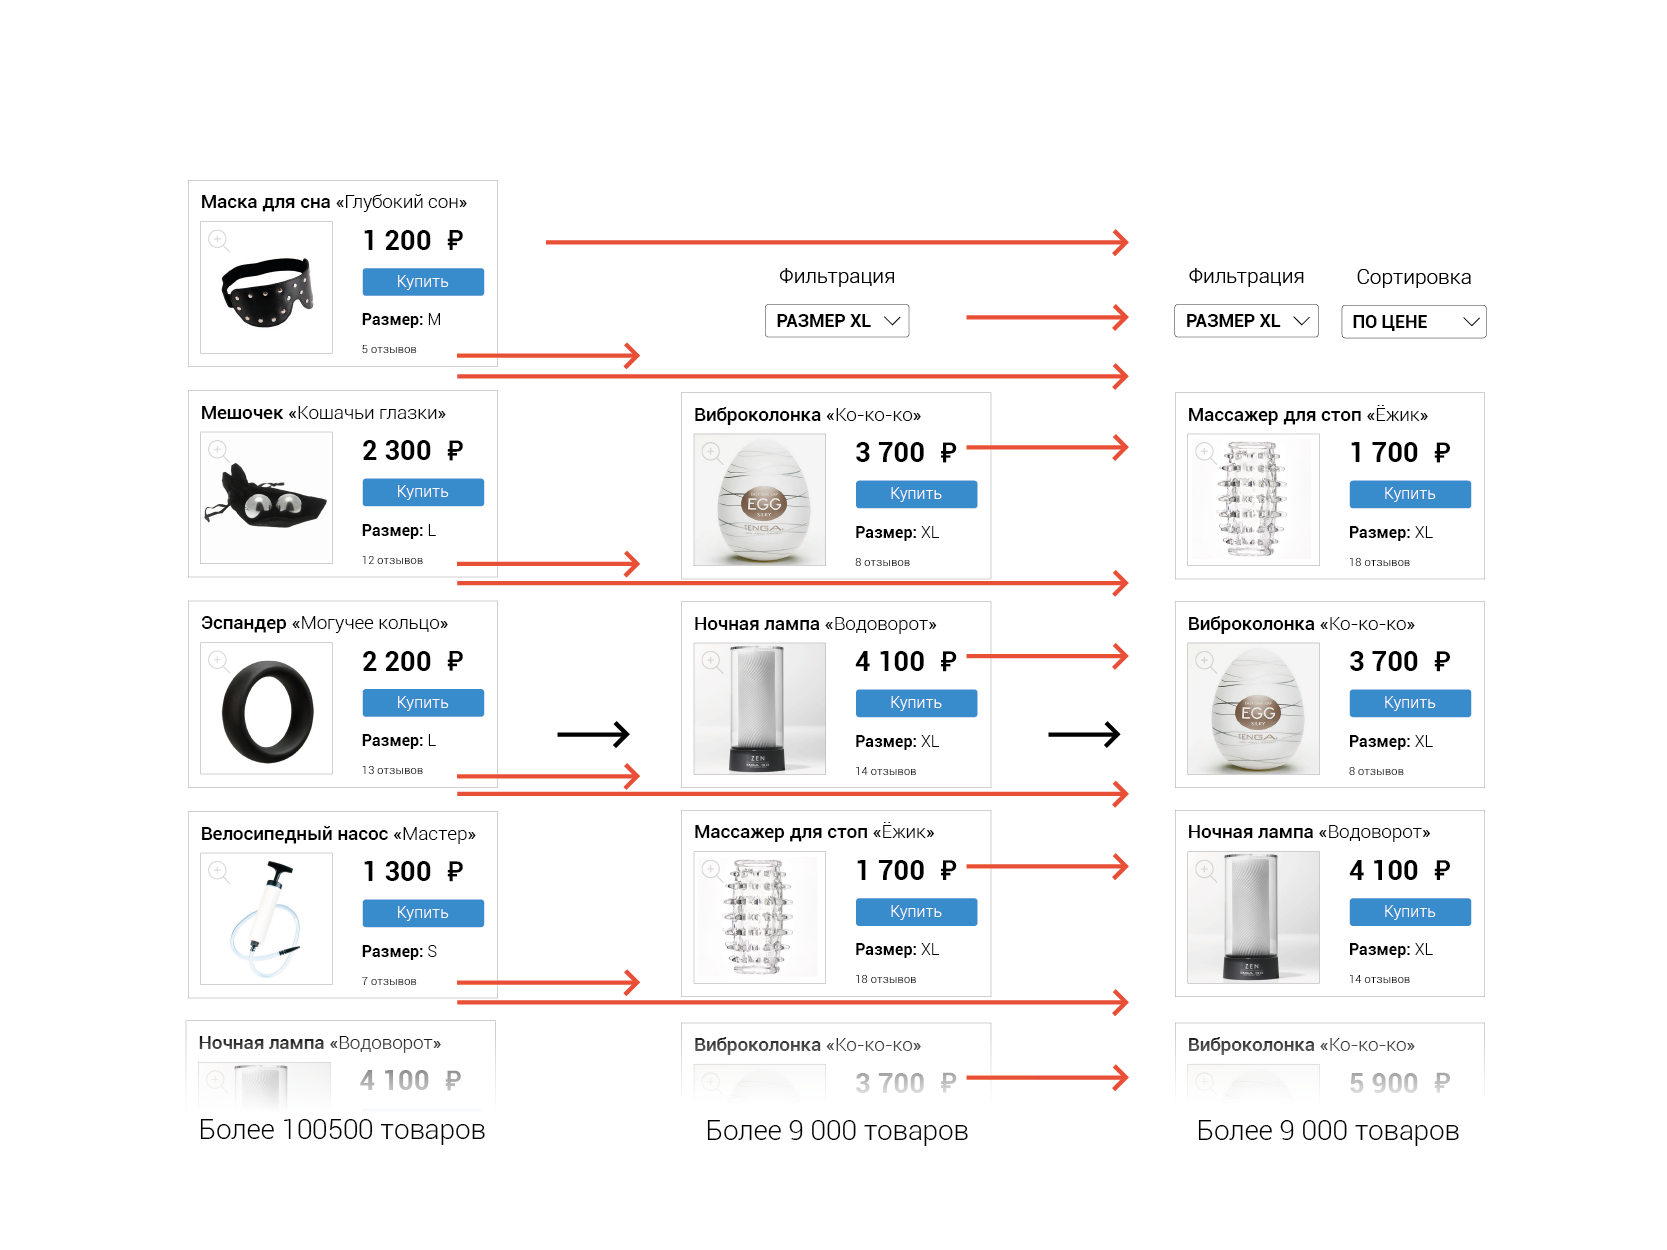 Маска для сна «Глубокий сон»
1 200 ₽
Купить
Размер: M
5 отзывов
Мешочек «Кошачьи глазки»
2 300 ₽
Купить
Размер: L
12 отзывов
Эспандер «Могучее кольцо»
2 200 ₽
Купить
Размер: L
13 отзывов
Велосипедный насос «Мастер»
1 300 ₽
Купить
Размер: S
7 отзывов
Ночная лампа «Водоворот»
4 100 ₽
Более 100500 товаров
Фильтрация
РАЗМЕР XL
Виброколонка «Ко-ко-ко»
EGG
SILKY
TENGA
3 700 ₽
Купить
Размер: XL
8 отзывов
Ночная лампа «Водоворот»
ZEN
4 100 ₽
Купить
Размер: XL
14 отзывов
Массажер для стоп «Ёжик»
1 700 ₽
Купить
Размер: XL
18 отзывов
Виброколонка «Ко-ко-ко»
3 700 ₽
Более 9 000 товаров
Фильтрация
РАЗМЕР XL
Сортировка
ПО ЦЕНЕ
Массажер для стоп «Ёжик»
1 700 ₽
Купить
Размер: XL
18 отзывов
Виброколонка «Ко-ко-ко»
EGG
SILKY
TENGA
3 700 ₽
Купить
Размер: XL
8 отзывов
Ночная лампа «Водоворот»
ZEN
4 100 ₽
Купить
Размер: XL
14 отзывов
Виброколонка «Ко-ко-ко»
5 900 ₽
Более 9 000 товаров